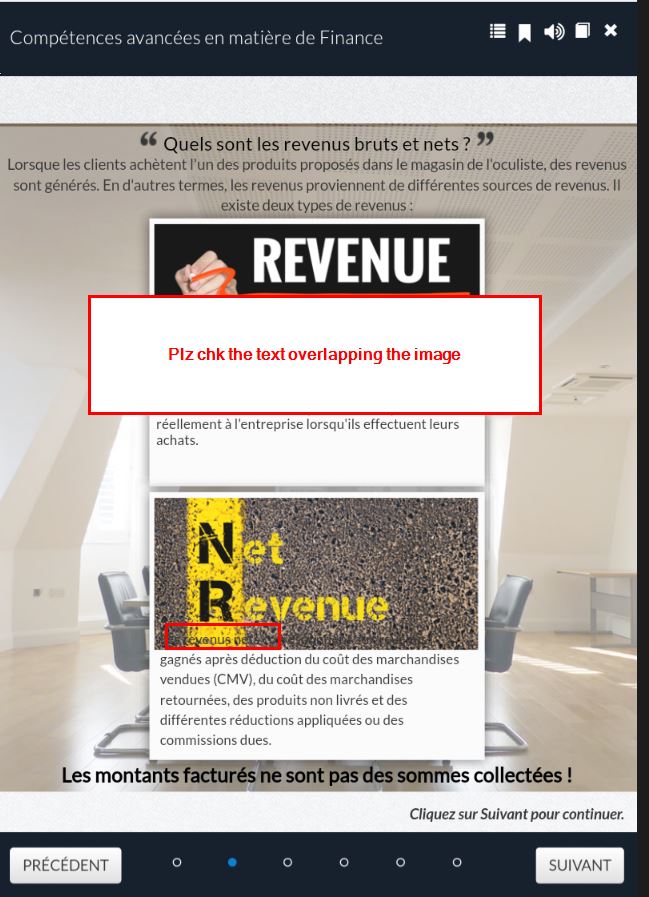 Compétences avancées en matière de Finance
“ Quels sont les revenus bruts et nets ? ”
Lorsque les clients achètent l'un des produits proposés dans le magasin de l'oculiste, des revenus
sont générés. En d'autres termes, les revenus proviennent de différentes sources de revenus. Il
existe deux types de revenus :
REVENUE
Plz chk the text overlapping the image
réellement à l'entreprise lorsqu'ils effectuent leurs
achats.
Net
Revenue
revenus
gagnés après déduction du coût des marchandises
vendues (CMV), du coût des marchandises
retournées, des produits non livrés et des
différentes réductions appliquées ou des
commissions dues.
Les montants facturés ne sont pas des sommes collectées !
Cliquez sur Suivant pour continuer.
PRÉCÉDENT
SUIVANT